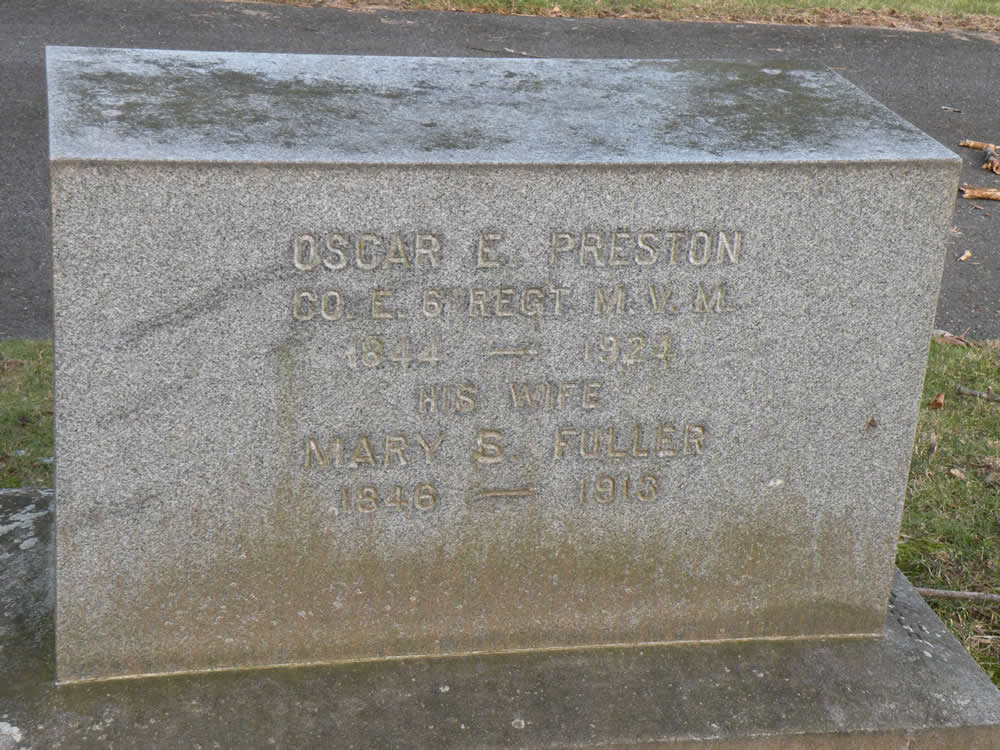 OSCAR E. PRESTON
CO. E. 6TH REGT. M. V. M.
1844 — 1924
HIS WIFE
MARY S. FULLER
1846 — 1913